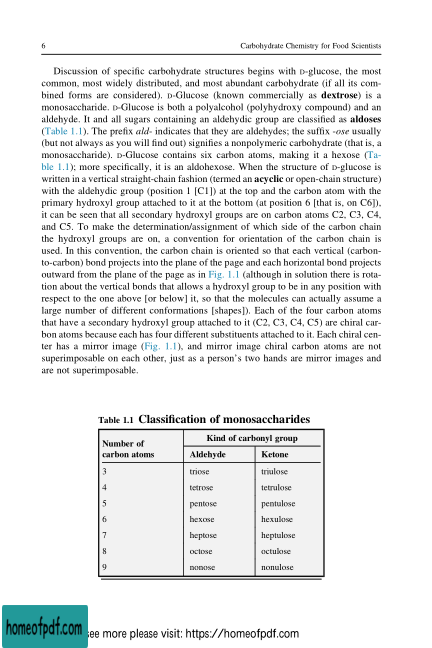 6 Carbohydrate Chemistry for Food Scientists
Discussion of specific carbohydrate structures begins with D-glucose, the most
common, most widely distributed, and most abundant carbohydrate (if all its com-
bined forms are considered). D-Glucose (known commercially as dextrose) is a
monosaccharide. D-Glucose is both a polyalcohol (polyhydroxy compound) and an
aldehyde. It and all sugars containing an aldehydic group are classified as aldoses
(Table 1.1). The prefix ald- indicates that they are aldehydes; the suffix -ose usually
(but not always as you will find out) signifies a nonpolymeric carbohydrate (that is, a
monosaccharide). D-Glucose contains six carbon atoms, making it a hexose (Ta-
ble 1.1); more specifically, it is an aldohexose. When the structure of D-glucose is
written in a vertical straight-chain fashion (termed an acyclic or open-chain structure)
with the aldehydic group (position 1 [C1]) at the top and the carbon atom with the
primary hydroxyl group attached to it at the bottom (at position 6 [that is, on C6]),
it can be seen that all secondary hydroxyl groups are on carbon atoms C2, C3, C4,
and C5. To make the determination/assignment of which side of the carbon chain
the hydroxyl groups are on, a convention for orientation of the carbon chain is
used. In this convention, the carbon chain is oriented so that each vertical (carbon-
to-carbon) bond projects into the plane of the page and each horizontal bond projects
outward from the plane of the page as in Fig. 1.1 (although in solution there is rota-
tion about the vertical bonds that allows a hydroxyl group to be in any position with
respect to the one above [or below] it, so that the molecules can actually assume a
large number of different conformations [shapes]). Each of the four carbon atoms
that have a secondary hydroxyl group attached to it (C2, C3, C4, C5) are chiral car-
bon atoms because each has four different substituents attached to it. Each chiral cen-
ter has a mirror image (Fig. 1.1), and mirror image chiral carbon atoms are not
superimposable on each other, just as a person's two hands are mirror images and
are not superimposable.
Table 1.1 Classification of monosaccharides
Number of
carbon atoms
Kind of carbonyl group
Aldehyde Ketone
3 triose triulose
4 tetrose tetrulose
5 pentose pentulose
6 hexose hexulose
7 heptose heptulose
8 octose octulose
9 nonose nonulose
homeofpdf.com
see more please visit: https://homeofpdf.com